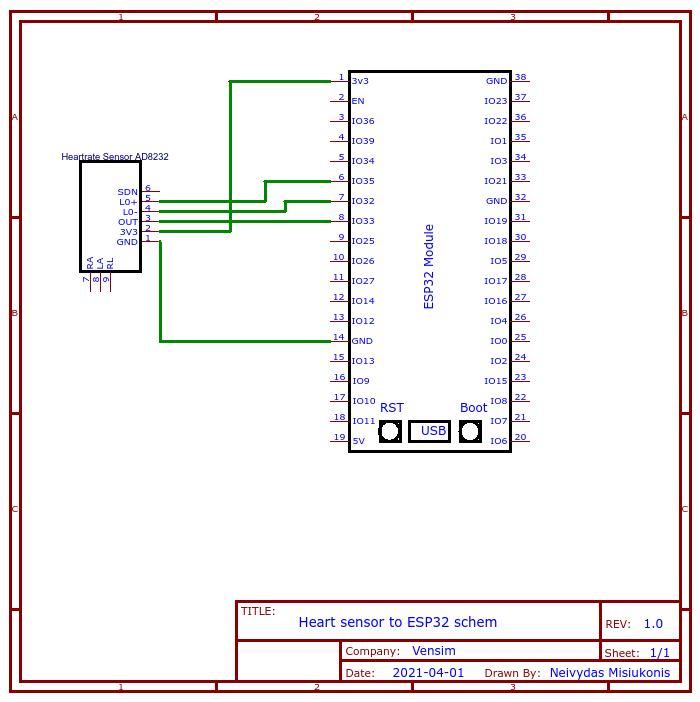 1 2 3
A A
B B
C C
Heartrate Sensor AD8232
SDN 6
L0+ 5
L0- 4
OUT 3
3V3 2
GND 1
RA LA RL
7 8 9
1 3v3 GND 38
2 EN IO23 37
3 IO36 IO22 36
4 IO39 IO1 35
5 IO34 IO3 34
6 IO35 IO21 33
7 IO32 GND 32
8 IO33 IO19 31
9 IO25 IO18 30
10 IO26 IO5 29
11 IO27 IO17 28
12 IO14 IO16 27
13 IO12 IO4 26
14 GND IO0 25
15 IO13 IO2 24
16 IO9 IO15 23
17 IO10 IO8 22
18 IO11 IO7 21
19 5V IO6 20
ESP32 Module
RST Boot
USB
TITLE:
Heart sensor to ESP32 schem
REV: 1.0
Company: Vensim
Sheet: 1/1
Date: 2021-04-01 Drawn By: Neivydas Misiukonis
1 2 3